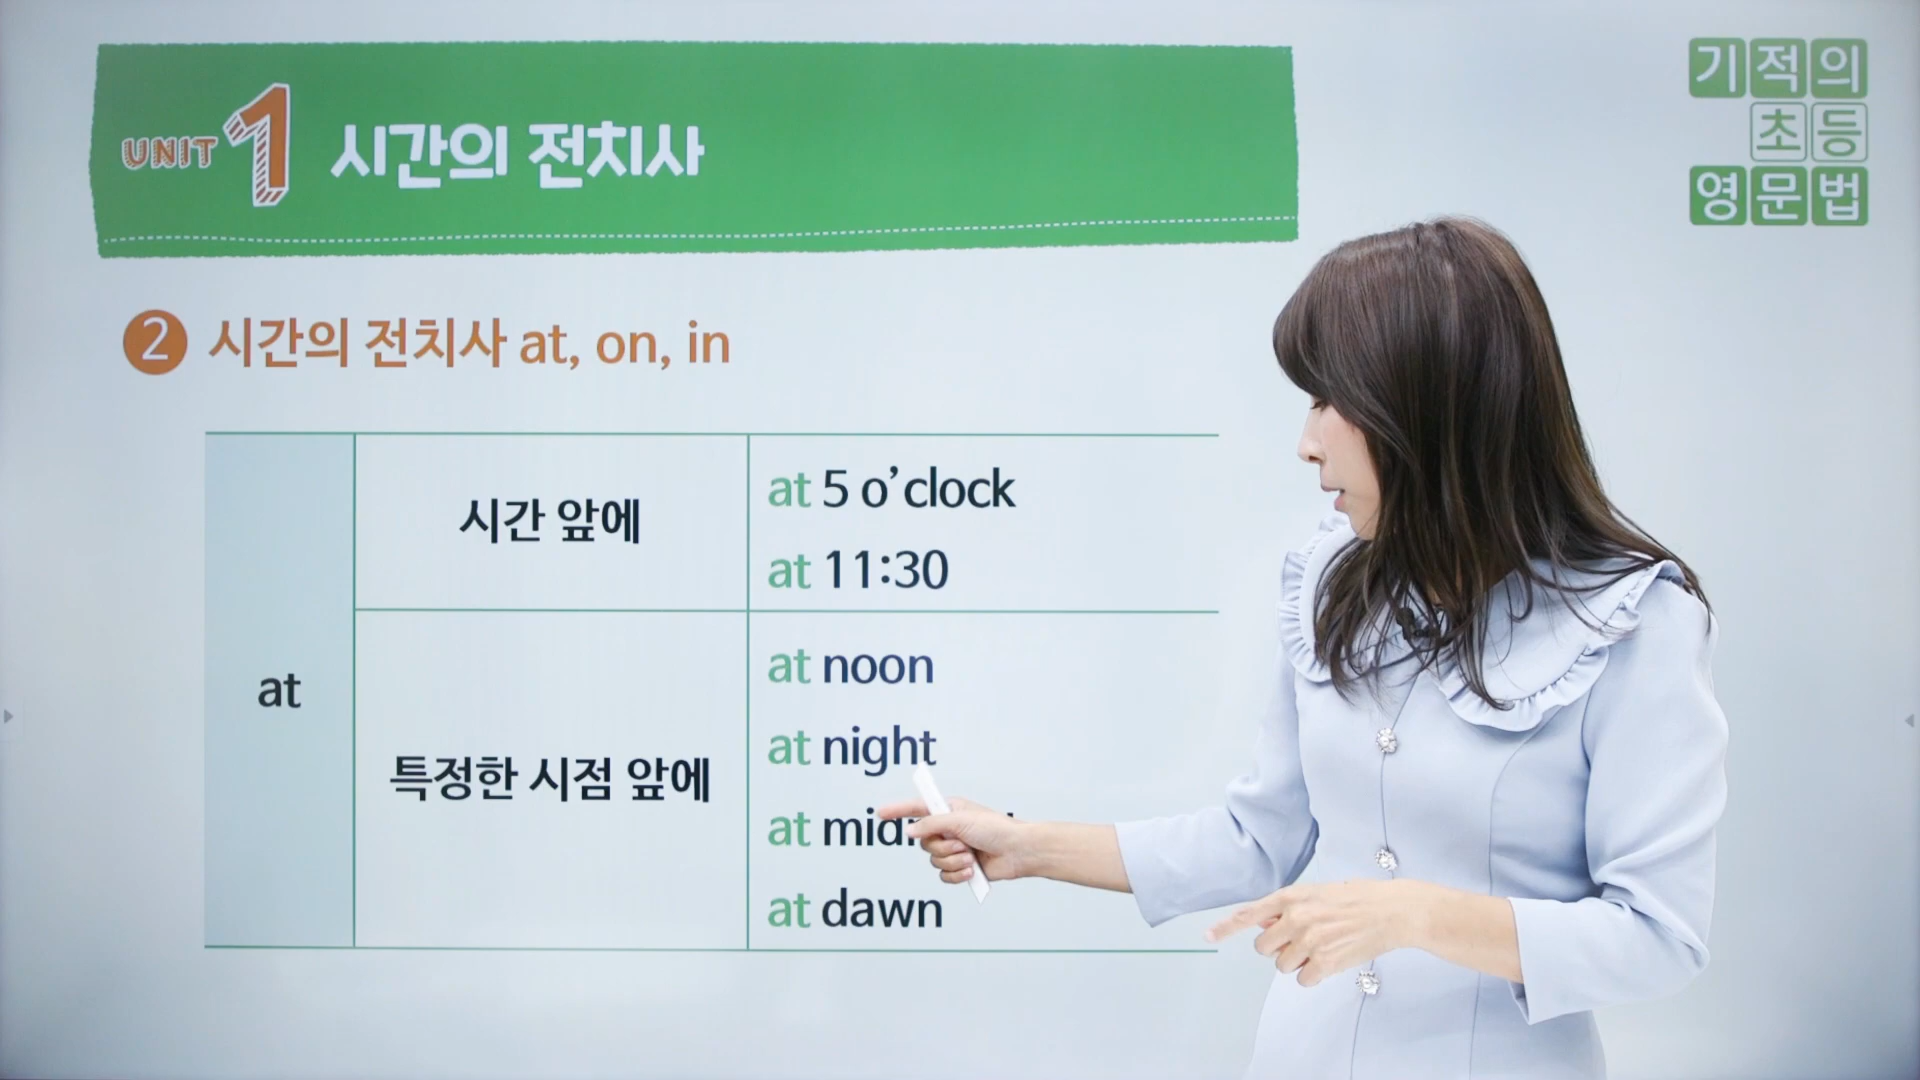 UNIT 1 시간의 전치사
기적의
초등
영문법
2 시간의 전치사 at, on, in
at
시간 앞에
at 5 o’clock
at 11:30
특정한 시점 앞에
at noon
at night
at
at dawn